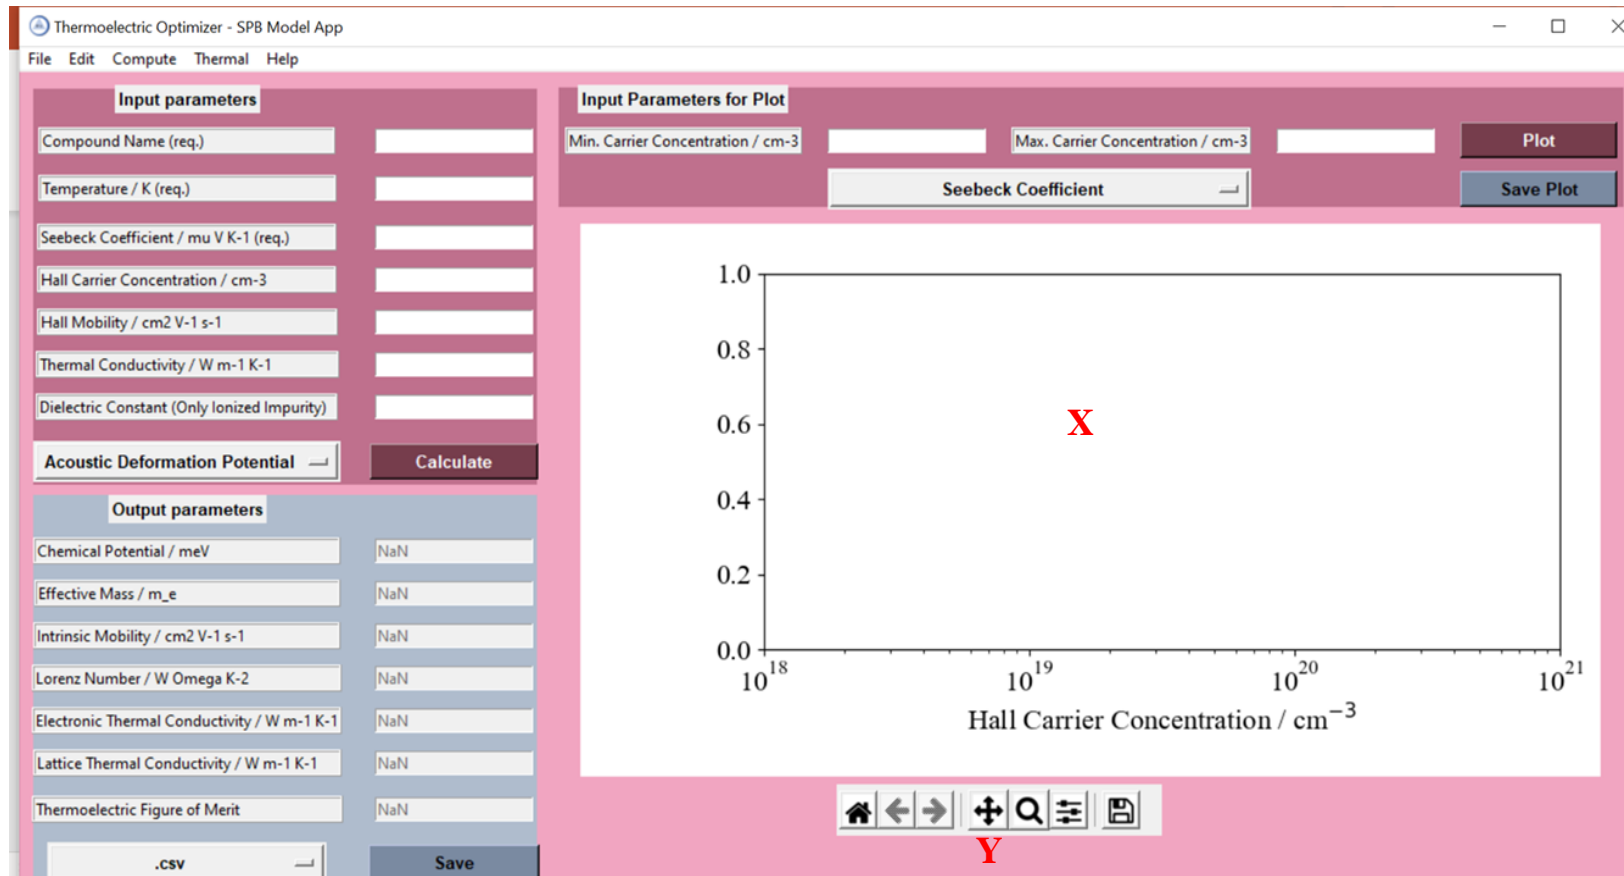 Thermoelectric Optimizer - SPB Model App
File Edit Compute Thermal Help
Input parameters
Compound Name (req.)
Temperature / K (req.)
Seebeck Coefficient / mu V K-1 (req.)
Hall Carrier Concentration / cm-3
Hall Mobility / cm2 V-1 s-1
Thermal Conductivity / W m-1 K-1
Dielectric Constant (Only Ionized Impurity)
Acoustic Deformation Potential Calculate
Output parameters
Chemical Potential / meV NaN
Effective Mass / m_e NaN
Intrinsic Mobility / cm2 V-1 s-1 NaN
Lorenz Number / W Omega K-2 NaN
Electronic Thermal Conductivity / W m-1 K-1 NaN
Lattice Thermal Conductivity / W m-1 K-1 NaN
Thermoelectric Figure of Merit NaN
.csv Save
Input Parameters for Plot
Min. Carrier Concentration / cm-3 Max. Carrier Concentration / cm-3 Plot
Seebeck Coefficient Save Plot
1.0
0.8
0.6 X
0.4
0.2
0.0
10^18 10^19 10^20 10^21
Hall Carrier Concentration / cm^−3
Y